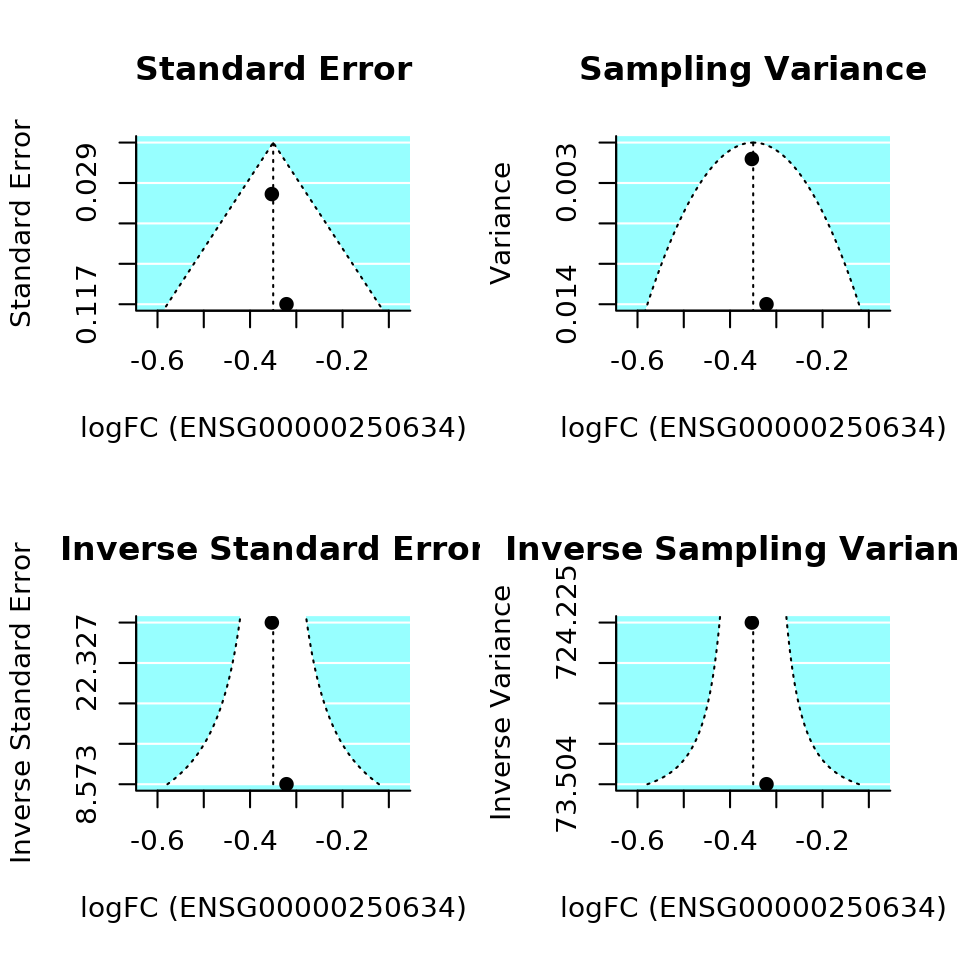 Standard Error
Standard Error
0.029
0.117
-0.6 -0.4 -0.2
logFC (ENSG00000250634)
Sampling Variance
Variance
0.003
0.014
-0.6 -0.4 -0.2
logFC (ENSG00000250634)
Inverse Standard Error
Inverse Standard Error
22.327
8.573
-0.6 -0.4 -0.2
logFC (ENSG00000250634)
Inverse Sampling Varian
Inverse Variance
724.225
73.504
-0.6 -0.4 -0.2
logFC (ENSG00000250634)